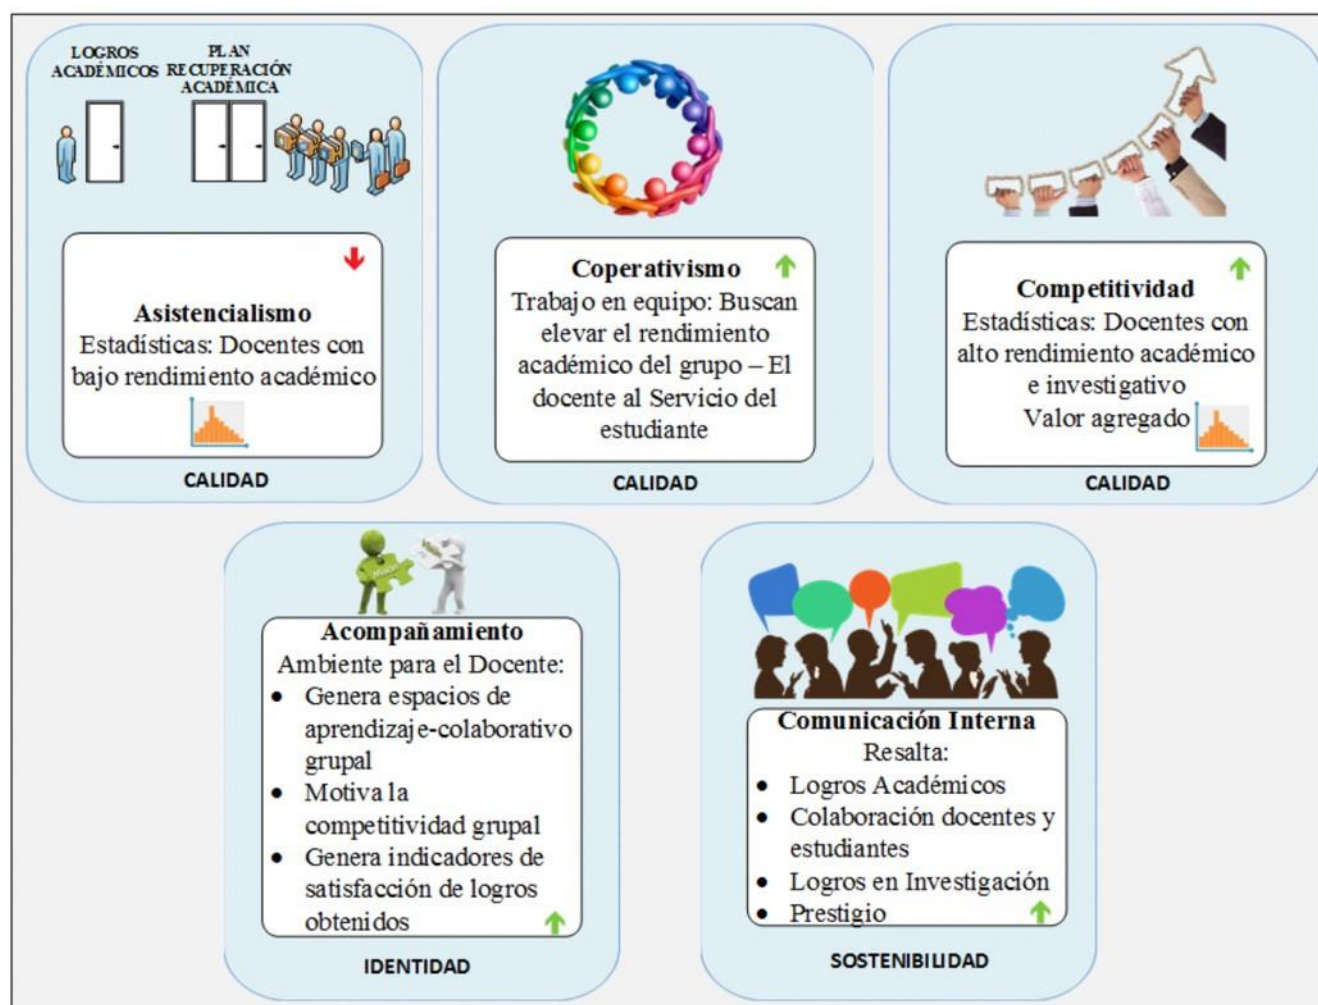 LOGROS
ACADÉMICOS
PLAN
RECUPERACIÓN
ACADÉMICA
Asistencialismo
Estadísticas: Docentes con
bajo rendimiento académico
CALIDAD
Coperativismo
Trabajo en equipo: Buscan
elevar el rendimiento
académico del grupo – El
docente al Servicio del
estudiante
CALIDAD
Competitividad
Estadísticas: Docentes con
alto rendimiento académico
e investigativo
Valor agregado
CALIDAD
Acompañamiento
Ambiente para el Docente:
• Genera espacios de
aprendizaje-colaborativo
grupal
• Motiva la
competitividad grupal
• Genera indicadores de
satisfacción de logros
obtenidos
IDENTIDAD
Comunicación Interna
Resalta:
• Logros Académicos
• Colaboración docentes y
estudiantes
• Logros en Investigación
• Prestigio
SOSTENIBILIDAD